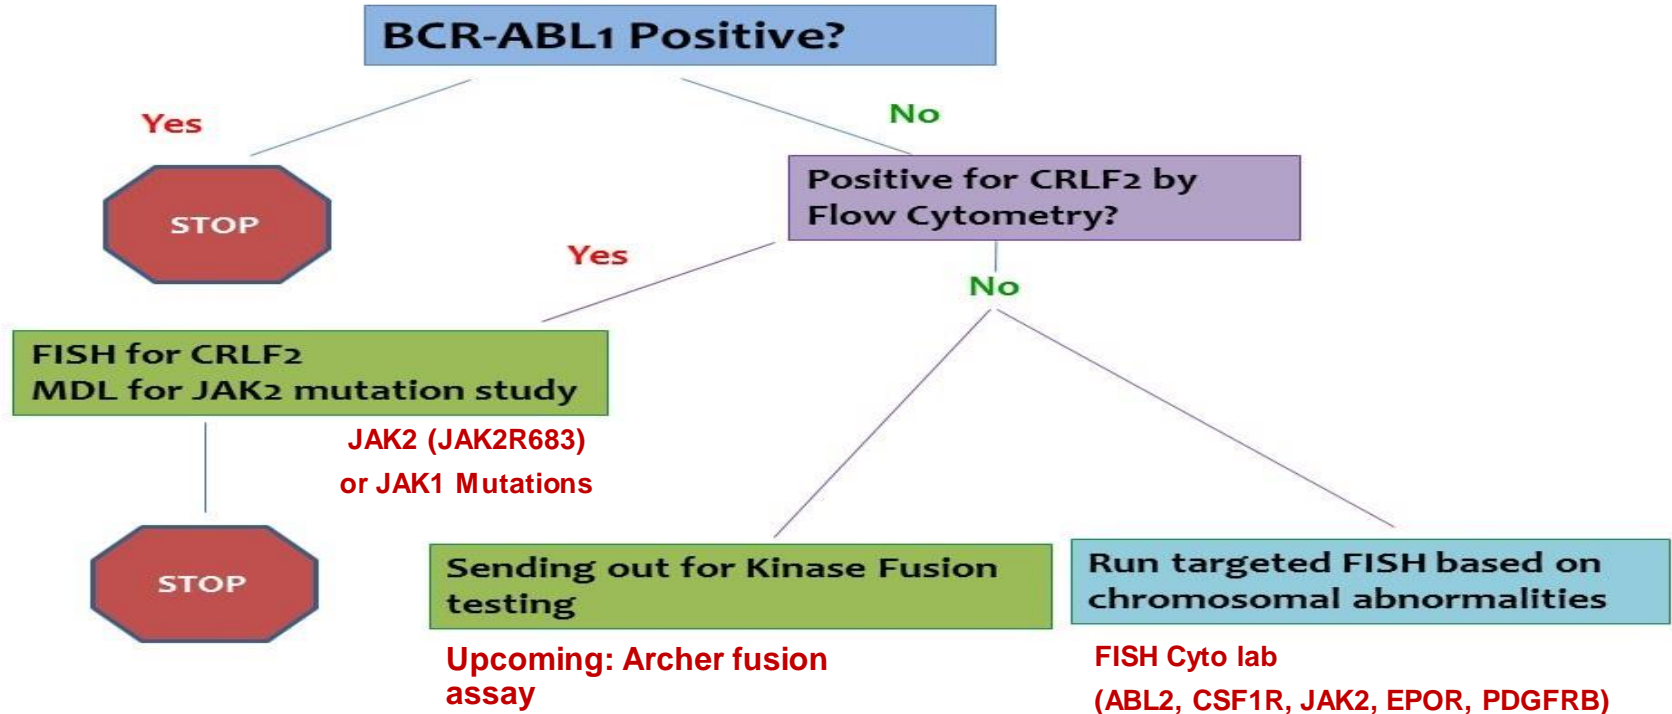 BCR-ABL1 Positive?
Yes
No
STOP
Positive for CRLF2 by
Flow Cytometry?
Yes
No
FISH for CRLF2
MDL for JAK2 mutation study
JAK2 (JAK2R683)
or JAK1 Mutations
STOP
Sending out for Kinase Fusion
testing
Upcoming: Archer fusion
assay
Run targeted FISH based on
chromosomal abnormalities
FISH Cyto lab
(ABL2, CSF1R, JAK2, EPOR, PDGFRB)